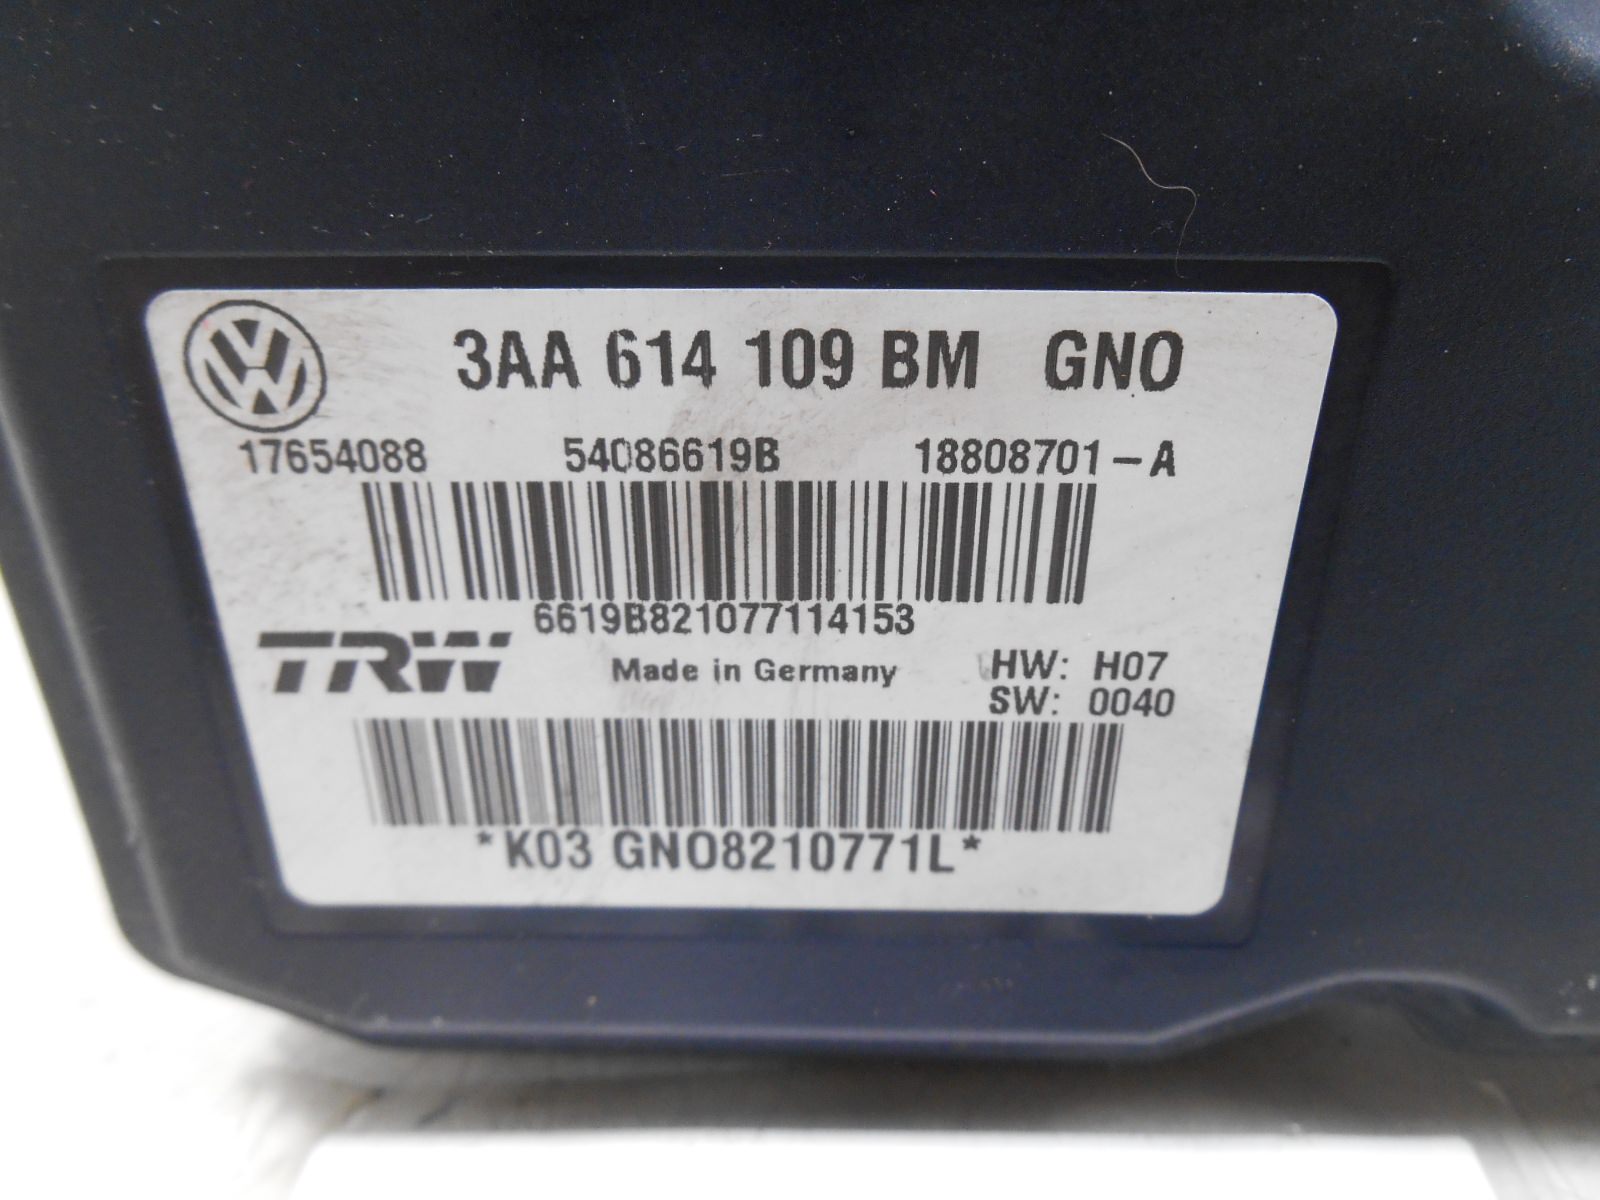 3AA 614 109 BM GNO
17654088 54086619B 18808701-A
6619B821077114153
TRW Made in Germany HW: H07
SW: 0040
*K03 GNO8210771L*